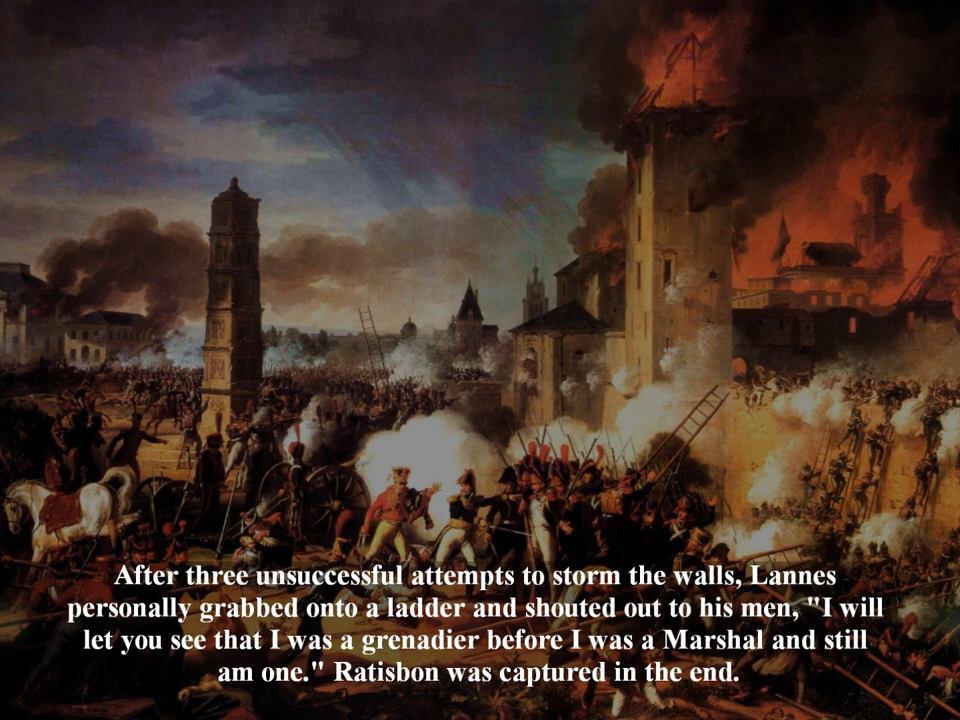 After three unsuccessful attempts to storm the walls, Lannes
personally grabbed onto a ladder and shouted out to his men, "I will
let you see that I was a grenadier before I was a Marshal and still
am one." Ratisbon was captured in the end.